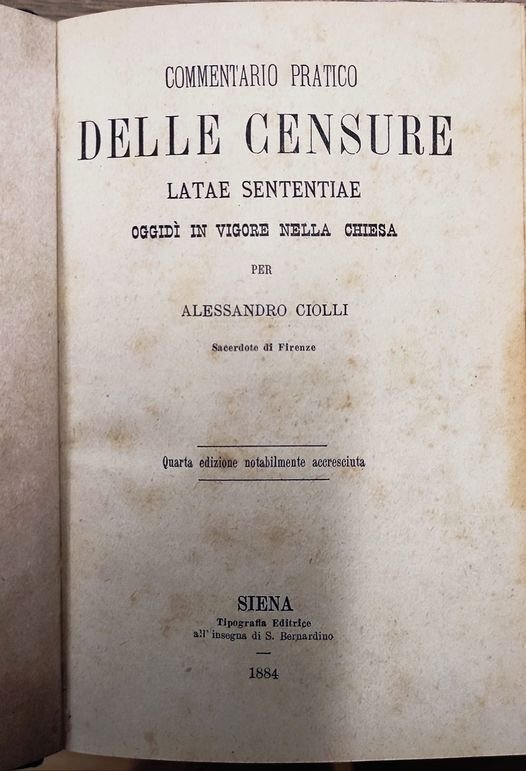 COMMENTARIO PRATICO
DELLE CENSURE
LATAE SENTENTIAE
OGGIDÌ IN VIGORE NELLA CHIESA
PER
ALESSANDRO CIOLLI
Sacerdote di Firenze
Quarta edizione notabilmente accresciuta
SIENA
Tipografia Editrice
all' insegna di S. Bernardino
1884